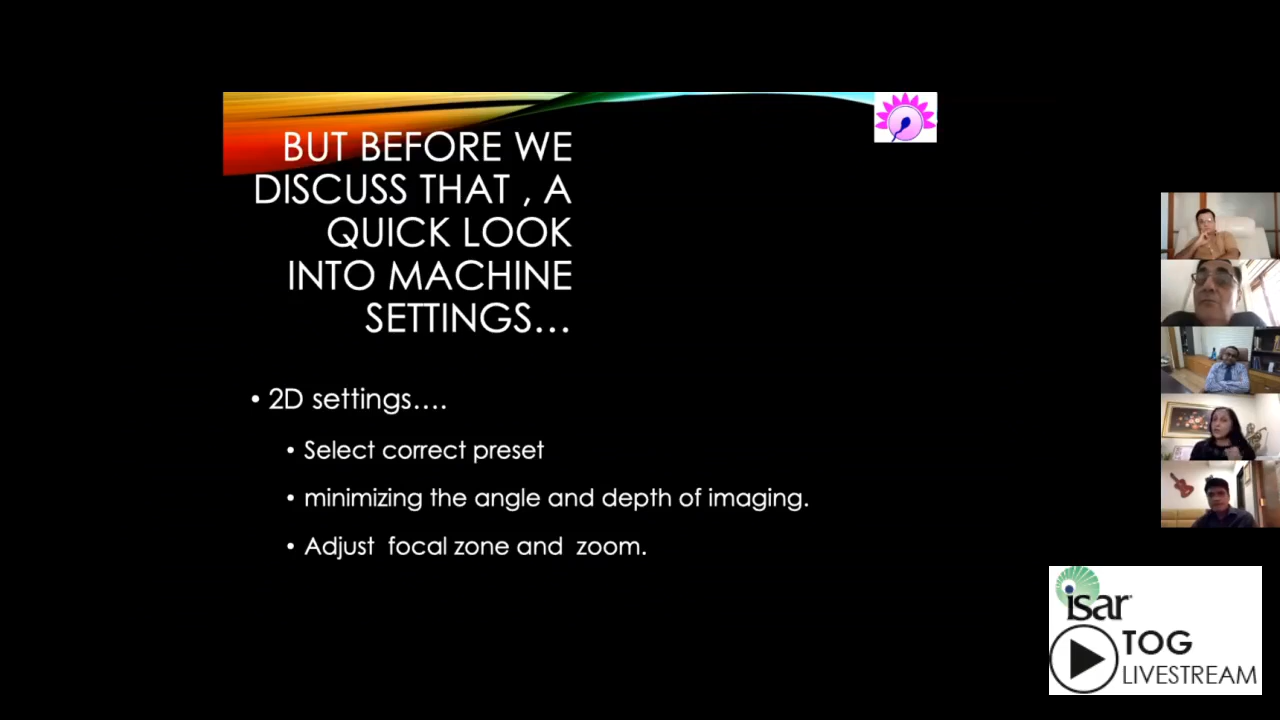 BUT BEFORE WE
DISCUSS THAT , A
QUICK LOOK
INTO MACHINE
SETTINGS...
• 2D settings....
• Select correct preset
• minimizing the angle and depth of imaging.
• Adjust focal zone and zoom.
isar
TOG
LIVESTREAM